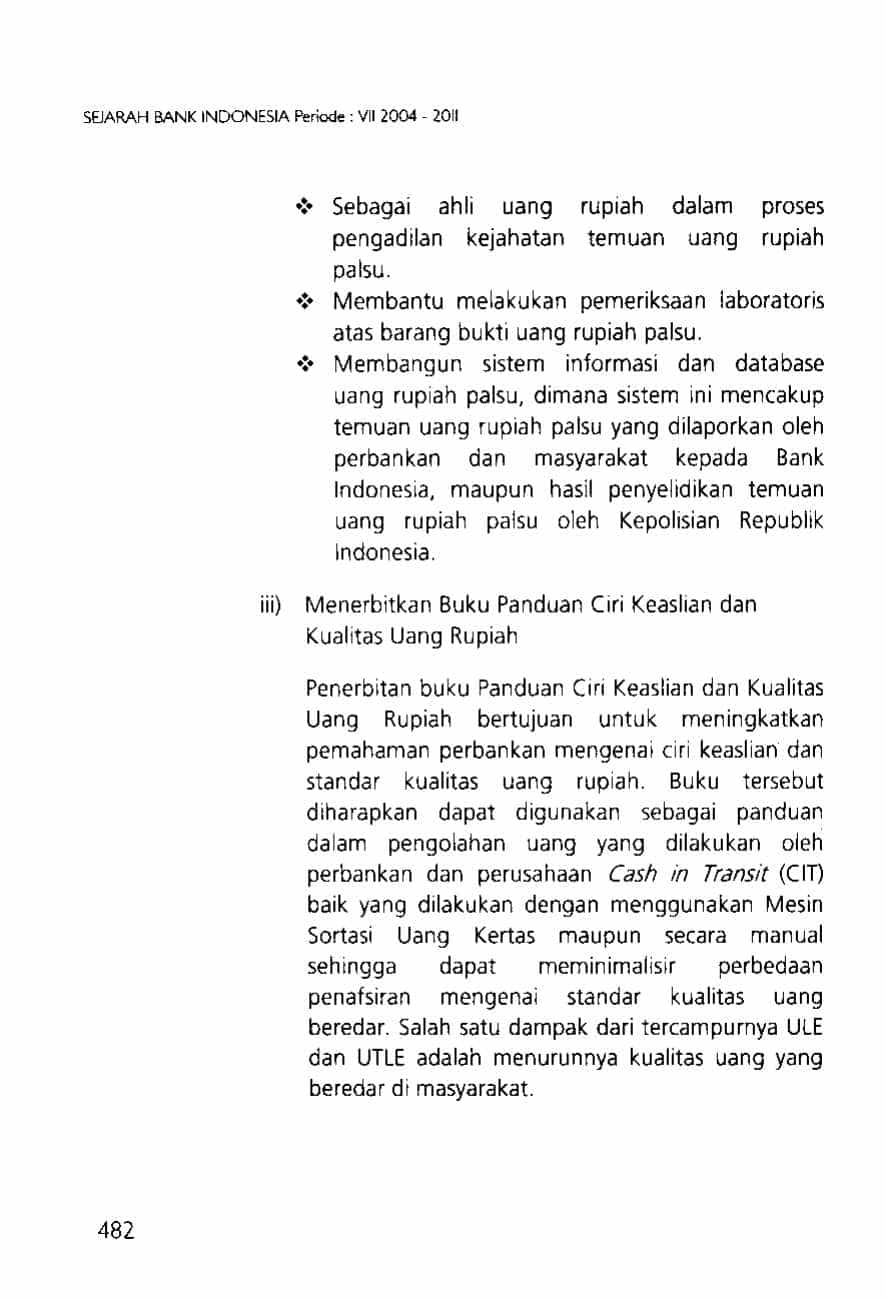 SEJARAH BANK INDONESIA Periode : VII 2004 - 2011
❖ Sebagai ahli uang rupiah dalam proses
pengadilan kejahatan temuan uang rupiah
palsu.
❖ Membantu melakukan pemeriksaan laboratoris
atas barang bukti uang rupiah palsu.
❖ Membangun sistem informasi dan database
uang rupiah palsu, dimana sistem ini mencakup
temuan uang rupiah palsu yang dilaporkan oleh
perbankan dan masyarakat kepada Bank
Indonesia, maupun hasil penyelidikan temuan
uang rupiah palsu oleh Kepolisian Republik
Indonesia.
iii) Menerbitkan Buku Panduan Ciri Keaslian dan
Kualitas Uang Rupiah
Penerbitan buku Panduan Ciri Keaslian dan Kualitas
Uang Rupiah bertujuan untuk meningkatkan
pemahaman perbankan mengenai ciri keaslian dan
standar kualitas uang rupiah. Buku tersebut
diharapkan dapat digunakan sebagai panduan
dalam pengolahan uang yang dilakukan oleh
perbankan dan perusahaan Cash in Transit (CIT)
baik yang dilakukan dengan menggunakan Mesin
Sortasi Uang Kertas maupun secara manual
sehingga dapat meminimalisir perbedaan
penafsiran mengenai standar kualitas uang
beredar. Salah satu dampak dari tercampurnya ULE
dan UTLE adalah menurunnya kualitas uang yang
beredar di masyarakat.
482